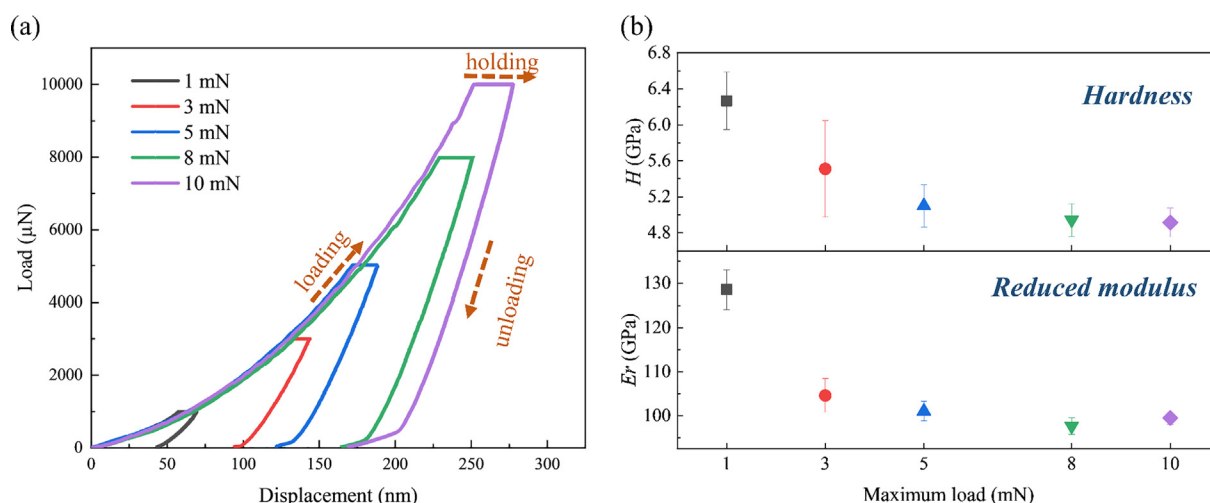 (a)
10000
8000
6000
4000
2000
0
Load (μN)
1 mN
3 mN
5 mN
8 mN
10 mN
holding
loading
unloading
0 50 100 150 200 250 300
Displacement (nm)
(b)
6.8
6.4
6.0
5.6
5.2
4.8
H (GPa)
Hardness
130
120
110
100
Er (GPa)
Reduced modulus
1 3 5 8 10
Maximum load (mN)